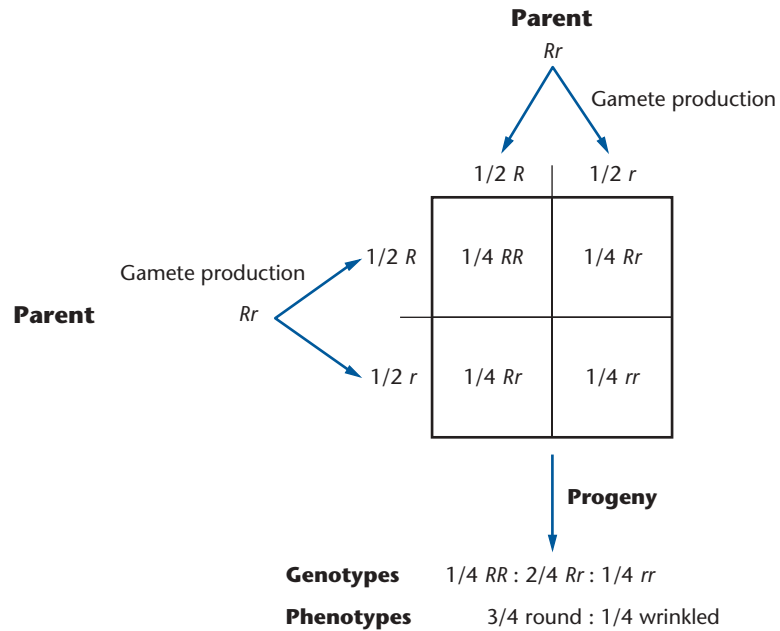 Parent
Rr
Gamete production
1/2 R 1/2 r
1/2 R 1/4 RR 1/4 Rr
Gamete production
Parent Rr
1/2 r 1/4 Rr 1/4 rr
Progeny
Genotypes 1/4 RR : 2/4 Rr : 1/4 rr
Phenotypes 3/4 round : 1/4 wrinkled